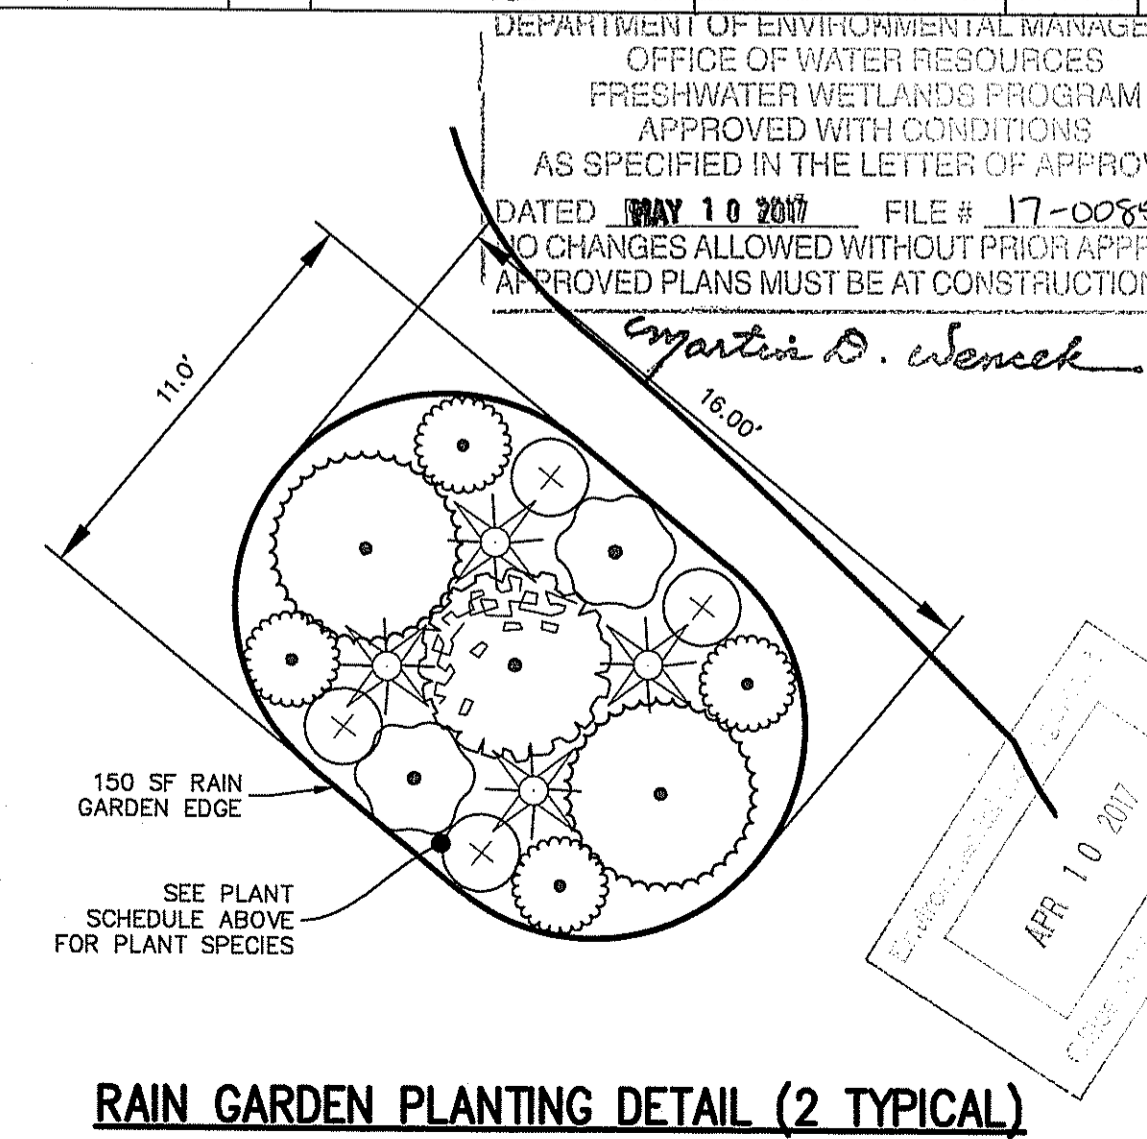 DEPARTMENT OF ENVIRONMENTAL MANAGE
OFFICE OF WATER RESOURCES
FRESHWATER WETLANDS PROGRAM
APPROVED WITH CONDITIONS
AS SPECIFIED IN THE LETTER OF APPROV
DATED MAY 10 2017 FILE # 17-0085
NO CHANGES ALLOWED WITHOUT PRIOR APPR
APPROVED PLANS MUST BE AT CONSTRUCTION
Martin D. Wencek
11.0'
16.00'
150 SF RAIN
GARDEN EDGE
SEE PLANT
SCHEDULE ABOVE
FOR PLANT SPECIES
APR 10 2017
RAIN GARDEN PLANTING DETAIL (2 TYPICAL)